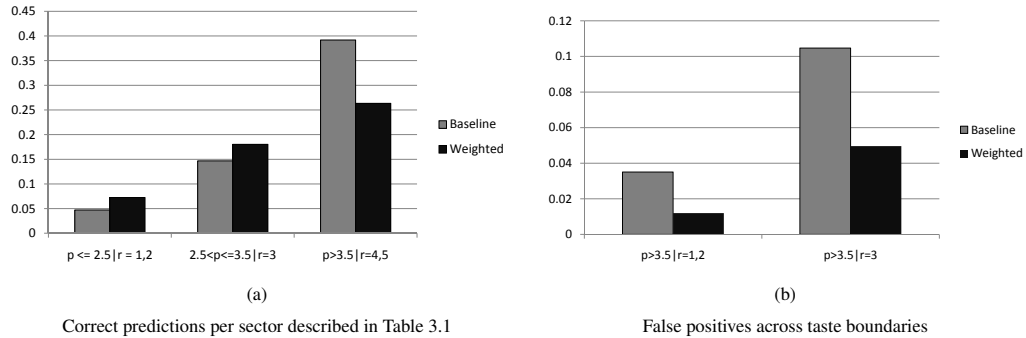 0.45
0.4
0.35
0.3
0.25
0.2
0.15
0.1
0.05
0
p <= 2.5|r = 1,2 2.5<p<=3.5|r=3 p>3.5|r=4,5
Baseline
Weighted
(a)
Correct predictions per sector described in Table 3.1
0.12
0.1
0.08
0.06
0.04
0.02
0
p>3.5|r=1,2 p>3.5|r=3
Baseline
Weighted
(b)
False positives across taste boundaries